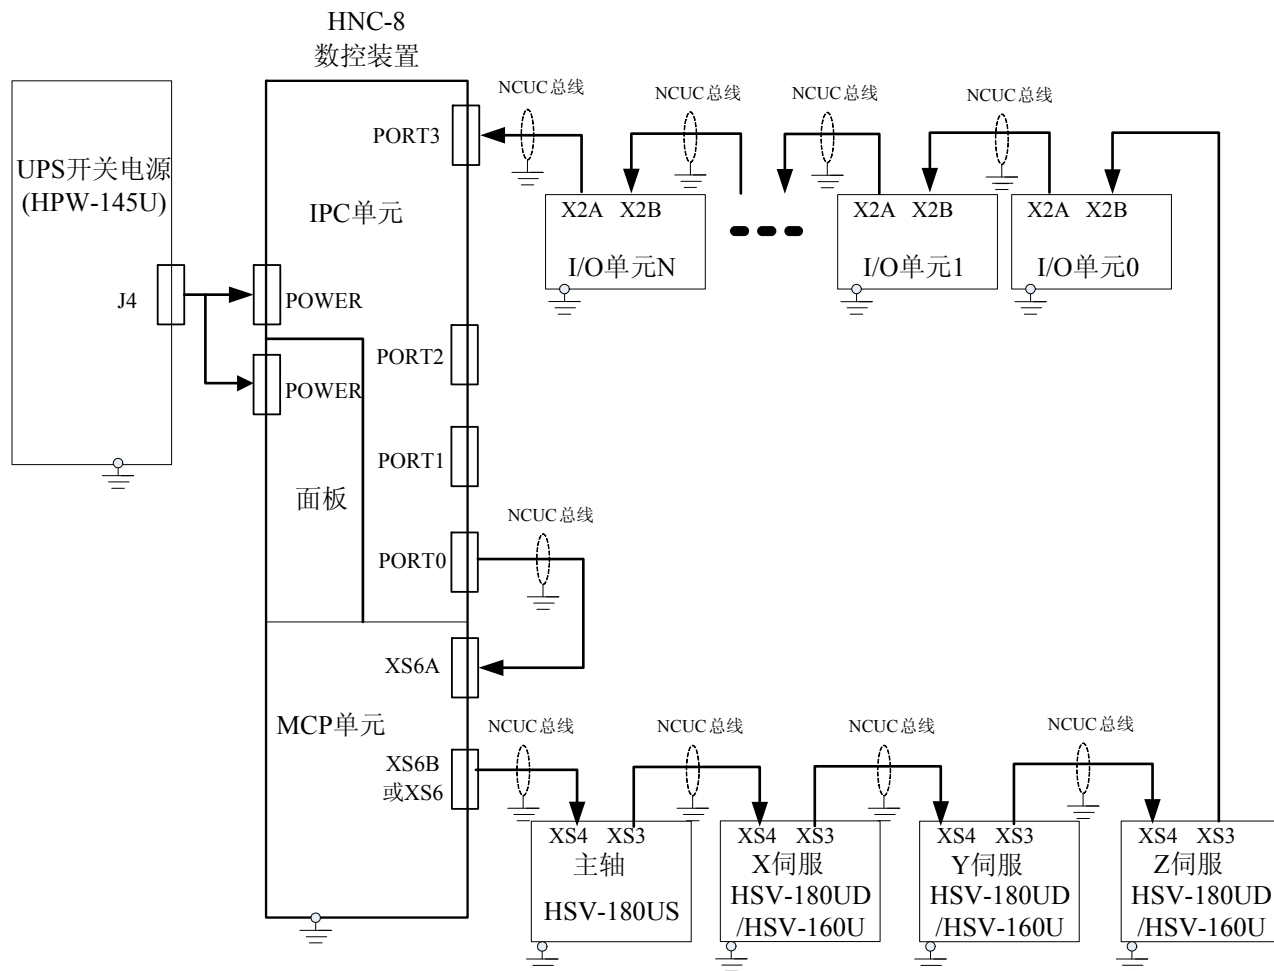 HNC-8
数控装置
UPS开关电源
(HPW-145U)
J4
POWER
POWER
IPC单元
面板
MCP单元
PORT3
PORT2
PORT1
PORT0
XS6A
XS6B
或XS6
NCUC总线
NCUC总线
NCUC总线
NCUC总线
X2A X2B
I/O单元N
X2A X2B
I/O单元1
X2A X2B
I/O单元0
NCUC总线
NCUC总线
NCUC总线
NCUC总线
NCUC总线
XS4 XS3
主轴
HSV-180US
XS4 XS3
X伺服
HSV-180UD
/HSV-160U
XS4 XS3
Y伺服
HSV-180UD
/HSV-160U
XS4 XS3
Z伺服
HSV-180UD
/HSV-160U